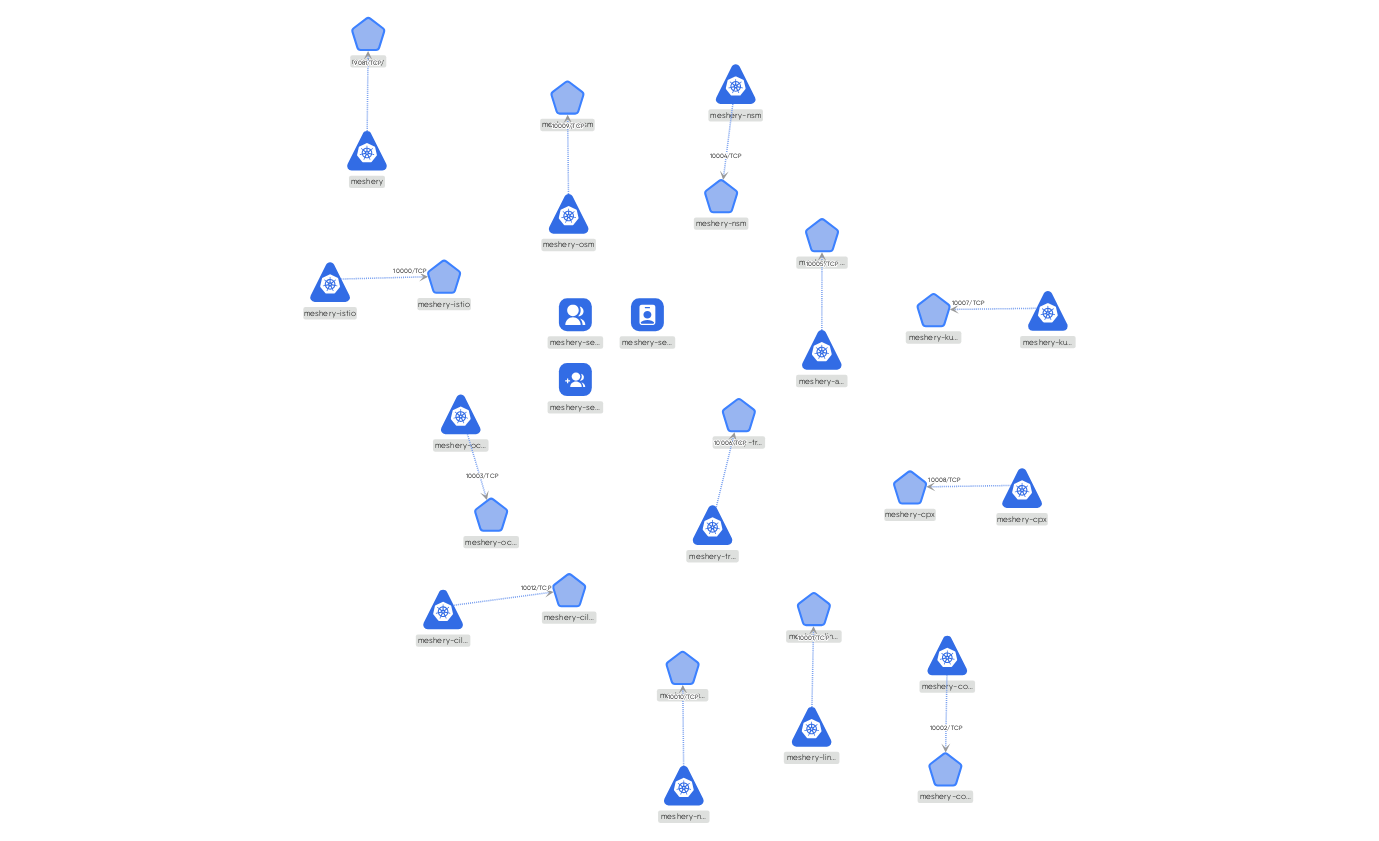 meshery
10009/TCP
meshery-osm
meshery-nsm
10004/TCP
meshery-nsm
10000/TCP
meshery-istio
meshery-istio
10005/TCP
meshery-a...
10007/TCP
meshery-ku...
meshery-ku...
meshery-se...
meshery-se...
meshery-se...
meshery-oc...
10003/TCP
meshery-oc...
10006/TCP
meshery-tr...
10008/TCP
meshery-cpx
meshery-cpx
10012/TCP
meshery-cil...
meshery-cil...
10010/TCP
meshery-n...
10001/TCP
meshery-lin...
meshery-co...
10002/TCP
meshery-co...